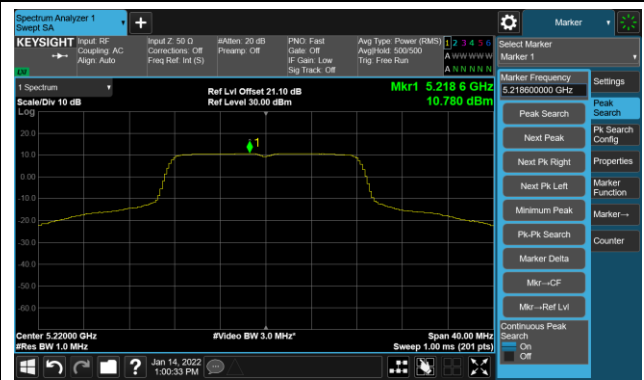 Spectrum Analyzer 1
Swept SA
+
Marker
KEYSIGHT
Input: RF
Coupling: AC
Align: Auto
Input Z: 50 Ω
Corrections: Off
Freq Ref: Int (S)
#Atten: 20 dB
Preamp: Off
PNO: Fast
Gate: Off
IF Gain: Low
Sig Track: Off
Avg Type: Power (RMS)
Avg|Hold: 500/500
Trig: Free Run
1 2 3 4 5 6
A W W W W W
A N N N N N
Select Marker
Marker 1
1 Spectrum
Scale/Div 10 dB
Log
Ref Lvl Offset 21.10 dB
Ref Level 30.00 dBm
Mkr1 5.218 6 GHz
10.780 dBm
20.0
10.0
0.00
-10.0
-20.0
-30.0
-40.0
-50.0
-60.0
1
Center 5.22000 GHz
#Res BW 1.0 MHz
#Video BW 3.0 MHz*
Span 40.00 MHz
Sweep 1.00 ms (201 pts)
Marker Frequency
5.218600000 GHz
Peak Search
Next Peak
Next Pk Right
Next Pk Left
Minimum Peak
Pk-Pk Search
Marker Delta
Mkr→CF
Mkr→Ref Lvl
Continuous Peak
Search
On
Off
Settings
Peak
Search
Pk Search
Config
Properties
Marker
Function
Marker→
Counter
?
Jan 14, 2022
1:00:33 PM